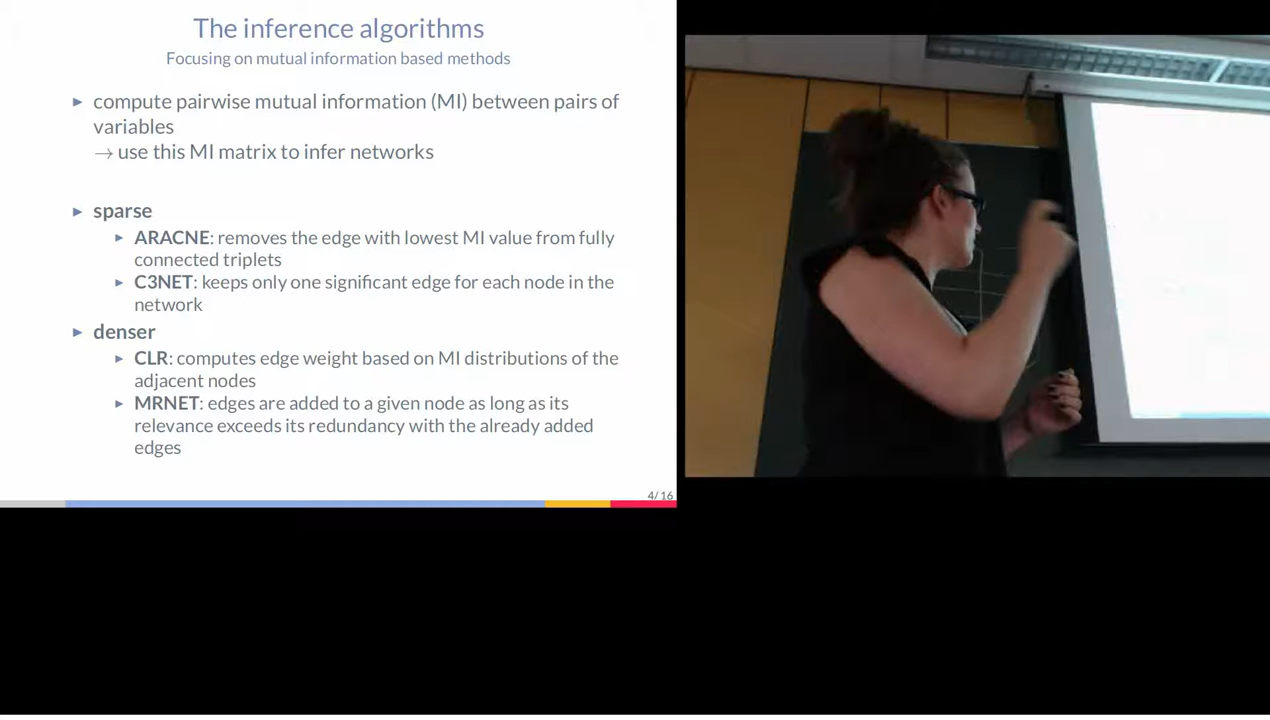 The inference algorithms
Focusing on mutual information based methods
▶ compute pairwise mutual information (MI) between pairs of
variables
→ use this MI matrix to infer networks
▶ sparse
▶ ARACNE: removes the edge with lowest MI value from fully
connected triplets
▶ C3NET: keeps only one significant edge for each node in the
network
▶ denser
▶ CLR: computes edge weight based on MI distributions of the
adjacent nodes
▶ MRNET: edges are added to a given node as long as its
relevance exceeds its redundancy with the already added
edges
4/16